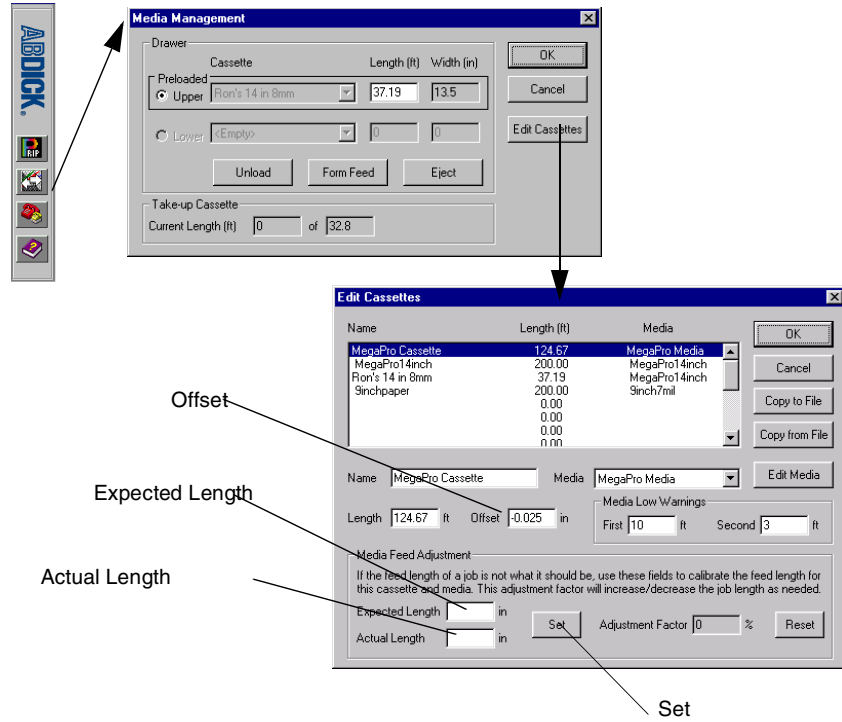 ABDICK.
RIP
Media Management
Drawer
Cassette Length (ft) Width (in)
Preloaded
Upper Ron's 14 in 8mm 37.19 13.5
Lower <Empty> 0 0
Unload Form Feed Eject
Take-up Cassette
Current Length (ft) 0 of 32.8
OK
Cancel
Edit Cassettes
Edit Cassettes
Name Length (ft) Media
MegaPro Cassette 124.67 MegaPro Media
MegaPro14inch 200.00 MegaPro14inch
Ron's 14 in 8mm 37.19 MegaPro14inch
9inchpaper 200.00 9inch7mil
0.00
0.00
0.00
0.00
OK
Cancel
Copy to File
Copy from File
Edit Media
Name MegaPro Cassette Media MegaPro Media
Length 124.67 ft Offset -0.025 in
Media Low Warnings
First 10 ft Second 3 ft
Media Feed Adjustment
If the feed length of a job is not what it should be, use these fields to calibrate the feed length for
this cassette and media. This adjustment factor will increase/decrease the job length as needed.
Expected Length in
Actual Length in
Set Adjustment Factor 0 % Reset
Offset
Expected Length
Actual Length
Set